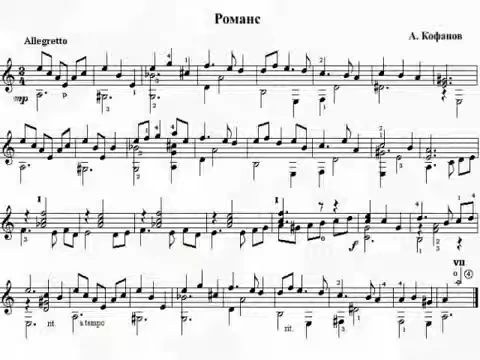 Романс
Allegretto
А. Кофанов
mp
p
I
I
f
VII
rit.
a tempo
rit.